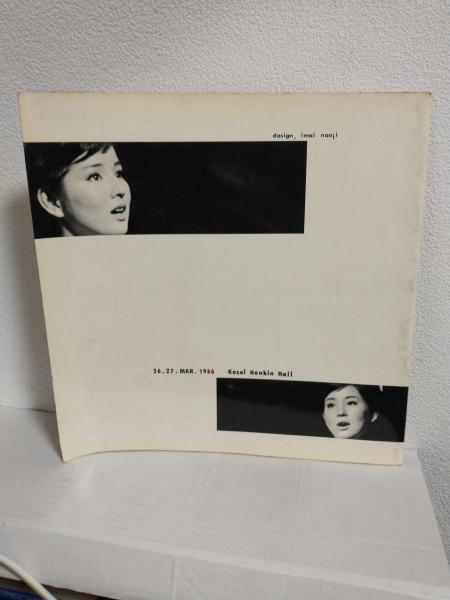 design, imai naoji
26.27. MAR. 1966 Kosei Nenkin Hall